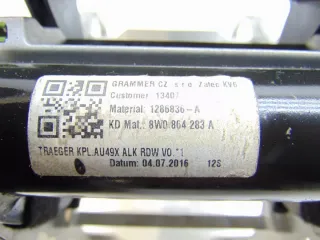 GRAMMER CZ, s.r.o. Zatec KV6
Customer 13407
Material: 1286836-A
KD Mat.: 8W0 864 283 A
TRAEGER KPL.AU49X ALK RDW VO
Datum: 04.07.2016 12S